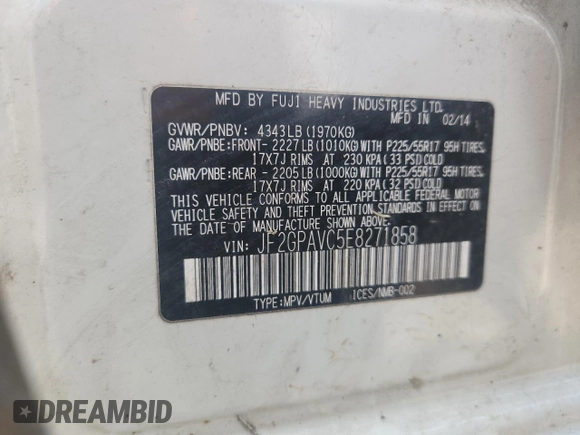 MFD BY FUJI HEAVY INDUSTRIES LTD.
MFD IN 02/14
GVWR/PNBV: 4343LB (1970KG)
GAWR/PNBE:FRONT- 2227LB (1010KG) WITH P225/55R17 95H TIRES,
17X7J RIMS AT 230 KPA ( 33 PSI) COLD
GAWR/PNBE:REAR - 2205LB (1000KG) WITH P225/55R17 95H TIRES,
17X7J RIMS AT 220 KPA ( 32 PSI) COLD
THIS VEHICLE CONFORMS TO ALL APPLICABLE FEDERAL MOTOR
VEHICLE SAFETY AND THEFT PREVENTION STANDARDS IN EFFECT ON
THE DATE OF MANUFACTURE SHOWN ABOVE.
VIN: JF2GPAVC5E8271858
TYPE:MPV/VTUM ICES/NMB-002
DREAMBID